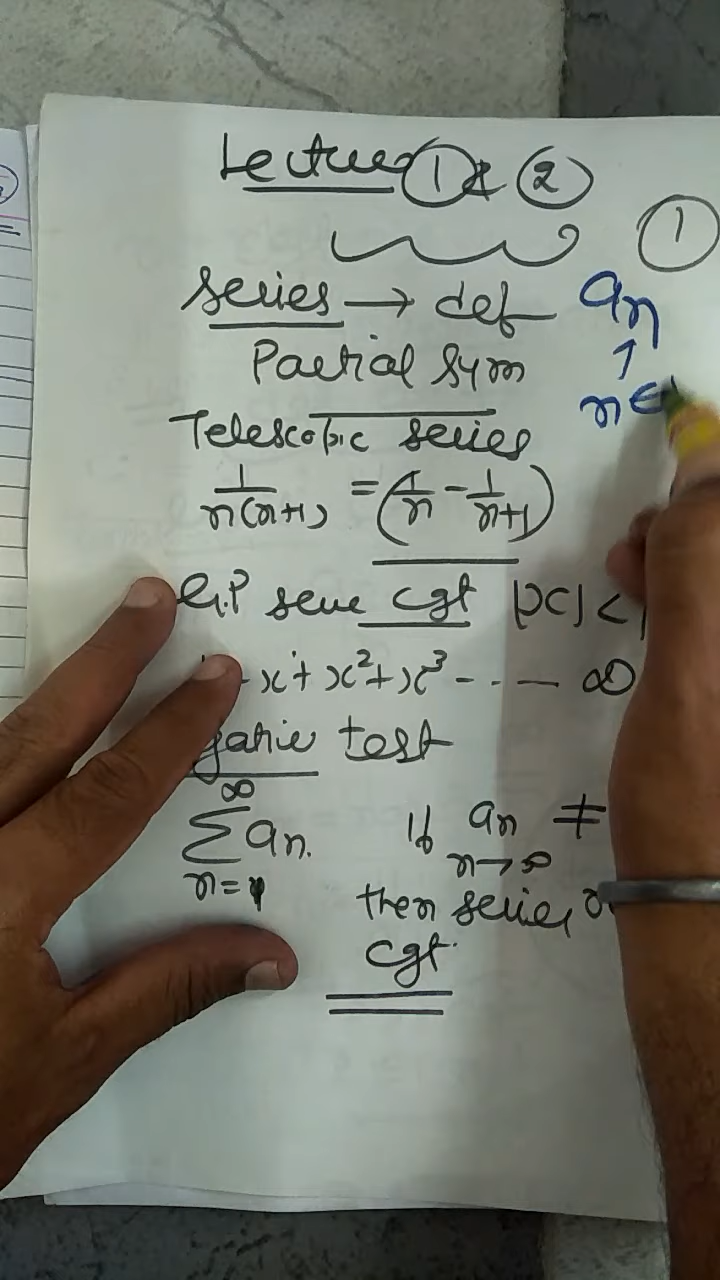 Lecture ① & ②
①
series → def
Partial Sum
Telescopic series
1/n(n+1) = (1/n - 1/n+1)
G.P serie cgt |x| <
x + x² + x³ - - - ∞
test
∞
∑ an.
n=1
If an ≠
n→∞
then series
cgt.
an
↑
n ∈